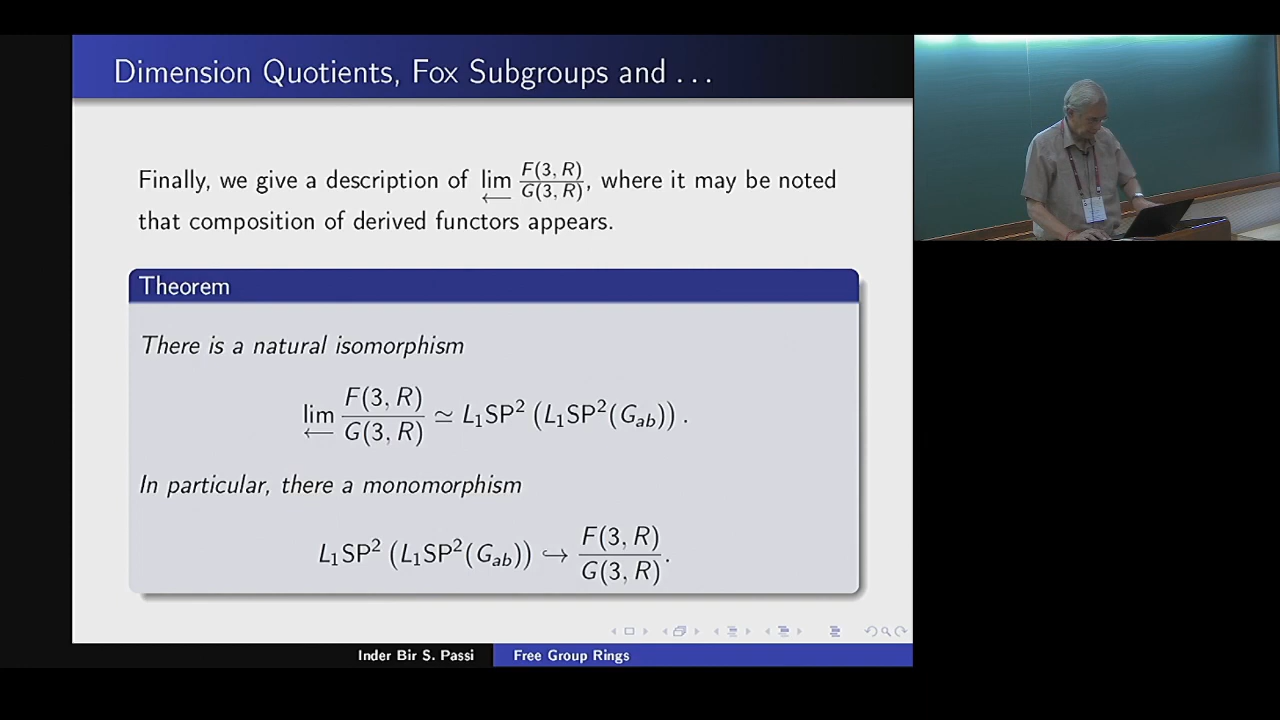 Dimension Quotients, Fox Subgroups and . . .
Finally, we give a description of lim← F(3, R)/G(3, R), where it may be noted
that composition of derived functors appears.
Theorem
There is a natural isomorphism
lim← F(3, R)/G(3, R) ≃ L₁SP² (L₁SP²(G_ab)) .
In particular, there a monomorphism
L₁SP² (L₁SP²(G_ab)) ↪ F(3, R)/G(3, R).
Inder Bir S. Passi
Free Group Rings